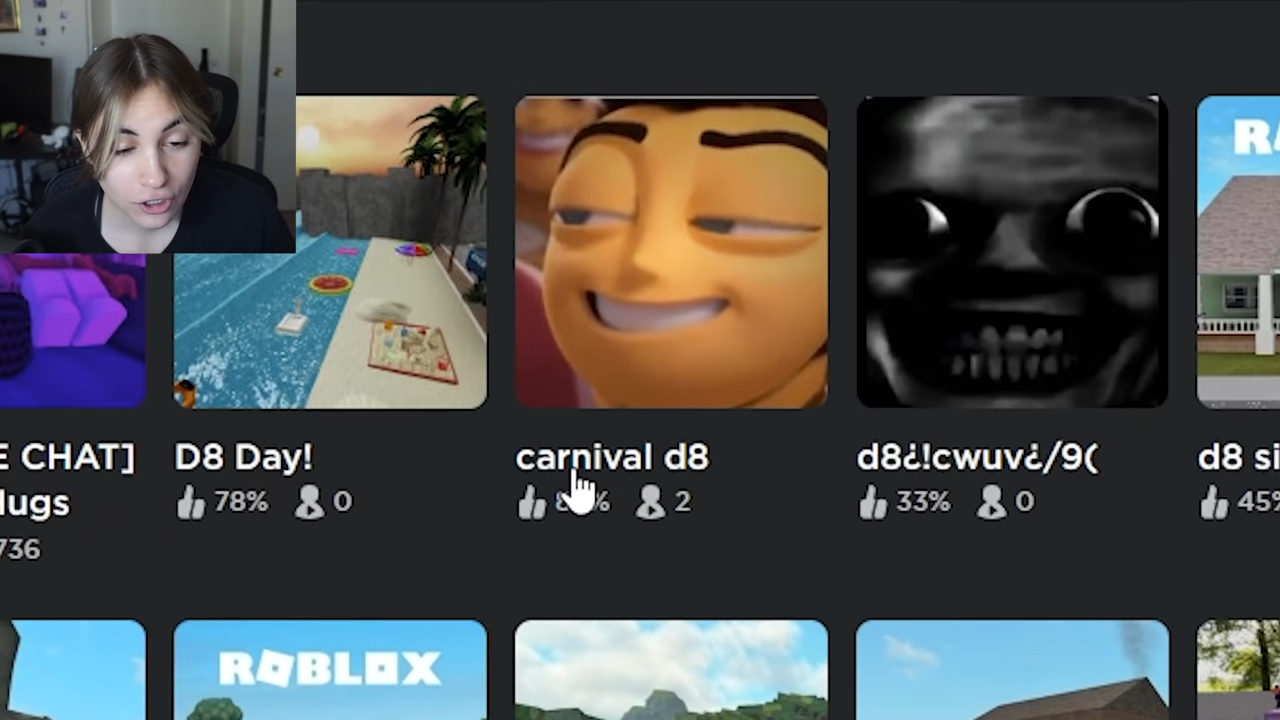 E CHAT]
lugs
736
D8 Day!
78% 0
carnival d8
2
d8¿!cwuv¿/9(
33% 0
d8 si
45%
R
ROBLOX